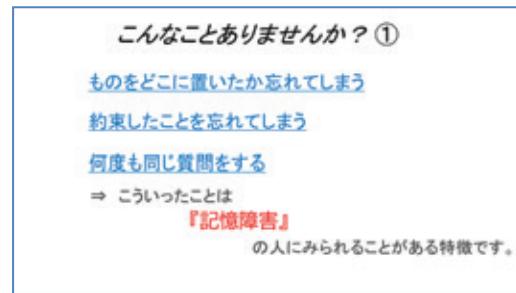 こんなことありませんか？①
ものをどこに置いたか忘れてしまう
約束したことを忘れてしまう
何度も同じ質問をする
⇒ こういったことは
『記憶障害』
の人にみられることがある特徴です。